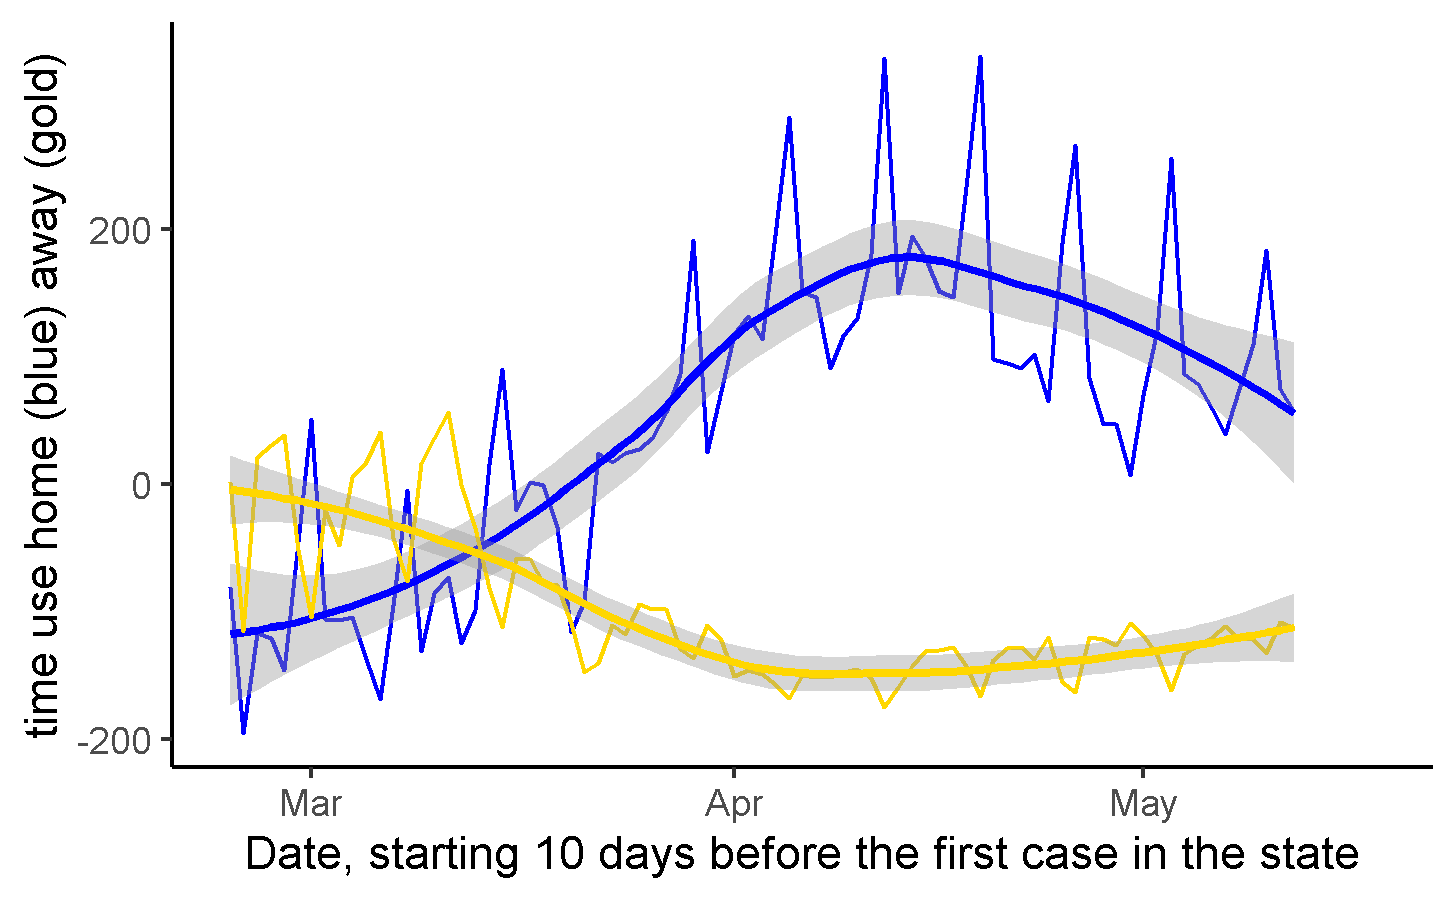 time use home (blue) away (gold)
200
0
-200
Mar
Apr
May
Date, starting 10 days before the first case in the state